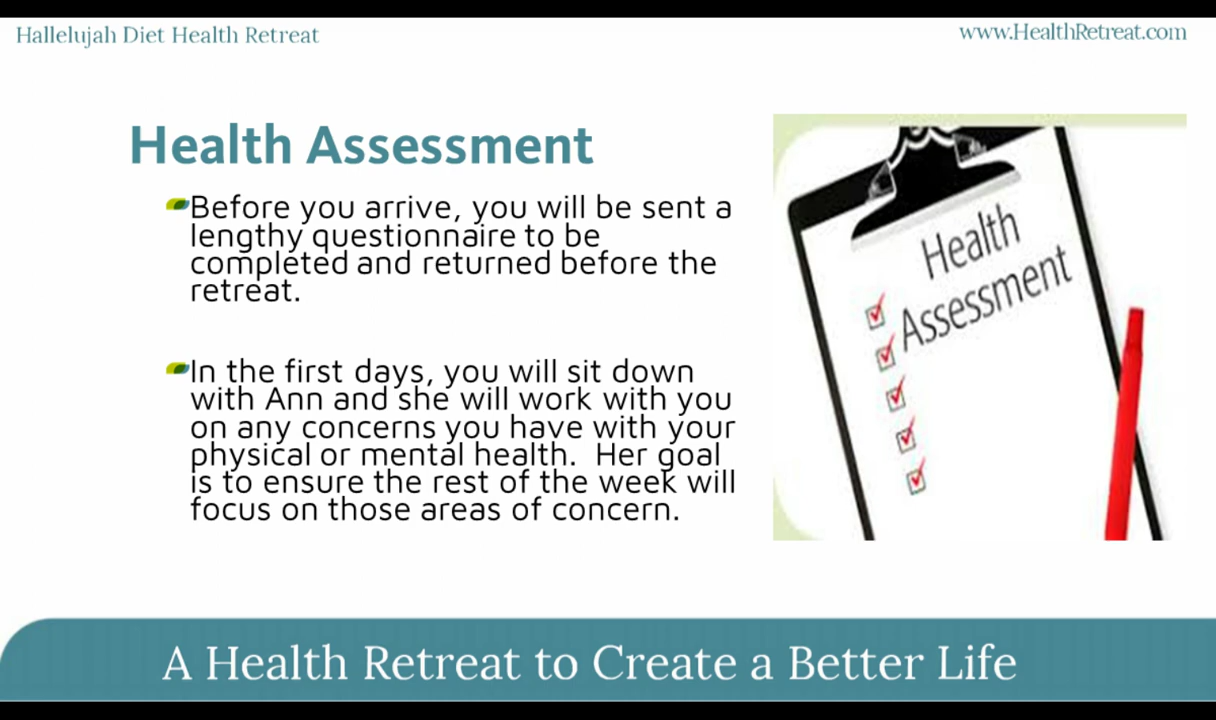 Hallelujah Diet Health Retreat
www.HealthRetreat.com
Health Assessment
Before you arrive, you will be sent a
lengthy questionnaire to be
completed and returned before the
retreat.
In the first days, you will sit down
with Ann and she will work with you
on any concerns you have with your
physical or mental health.  Her goal
is to ensure the rest of the week will
focus on those areas of concern.
Health
Assessment
A Health Retreat to Create a Better Life